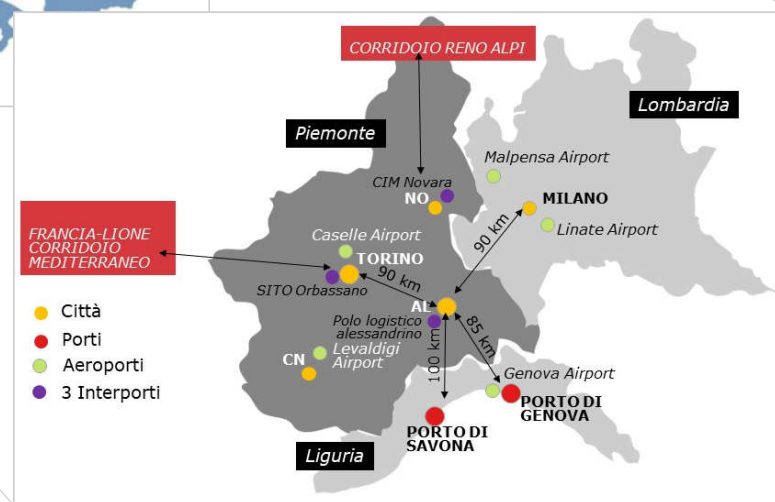 CORRIDOIO RENO ALPI
Lombardia
Piemonte
Malpensa Airport
CIM Novara
NO
MILANO
Linate Airport
90 km
FRANCIA-LIONE
CORRIDOIO
MEDITERRANEO
Caselle Airport
TORINO
90 km
SITO Orbassano
AL
Polo logistico
alessandrino
85 km
100 km
Levaldigi
Airport
CN
Genova Airport
PORTO DI
GENOVA
PORTO DI
SAVONA
Liguria
Città
Porti
Aeroporti
3 Interporti